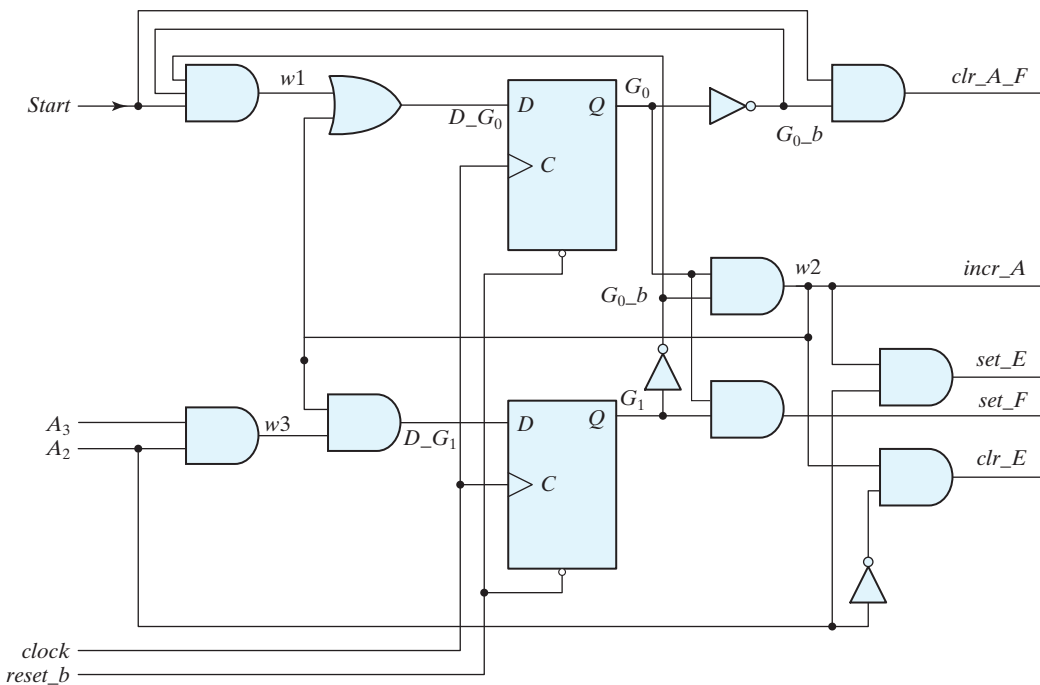 Start
w1
D_G₀
D
Q
C
G₀
G₀_b
clr_A_F
G₀_b
w2
incr_A
set_E
G₁
set_F
A₃
A₂
w3
D_G₁
D
Q
C
clr_E
clock
reset_b